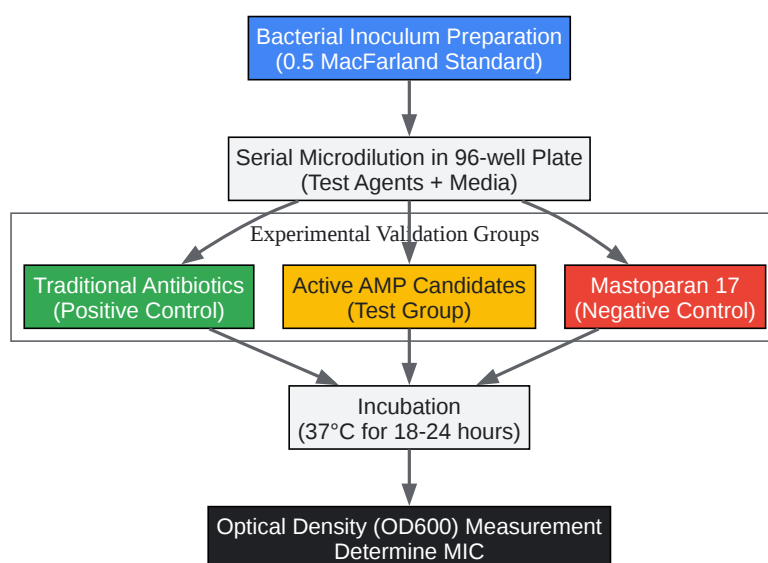 Bacterial Inoculum Preparation
(0.5 MacFarland Standard)
Serial Microdilution in 96-well Plate
(Test Agents + Media)
Experimental Validation Groups
Traditional Antibiotics
(Positive Control)
Active AMP Candidates
(Test Group)
Mastoparan 17
(Negative Control)
Incubation
(37°C for 18-24 hours)
Optical Density (OD600) Measurement
Determine MIC